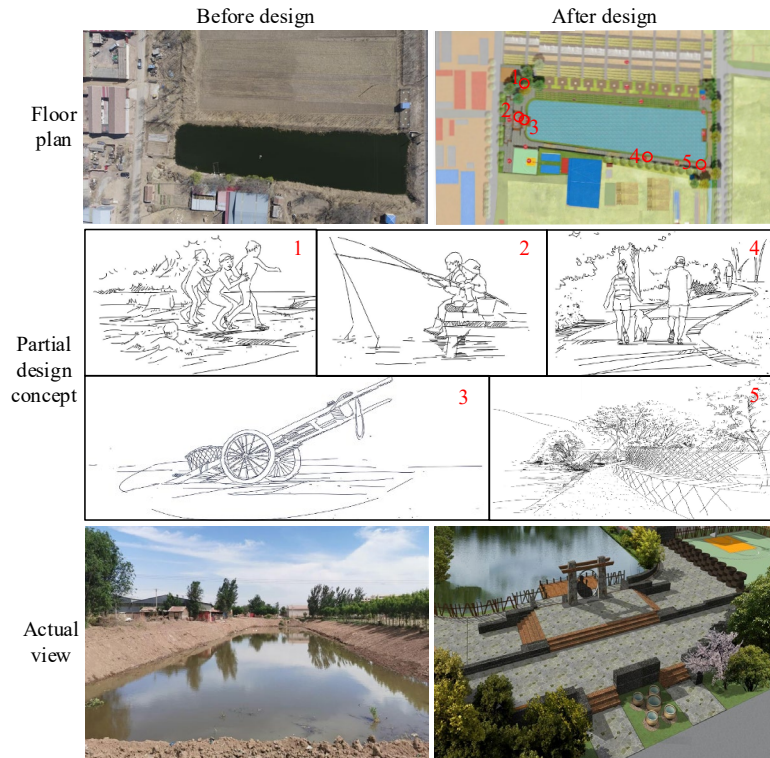 Before design
After design
Floor
plan
1
2
3
4
5
Partial
design
concept
1
2
4
3
5
Actual
view